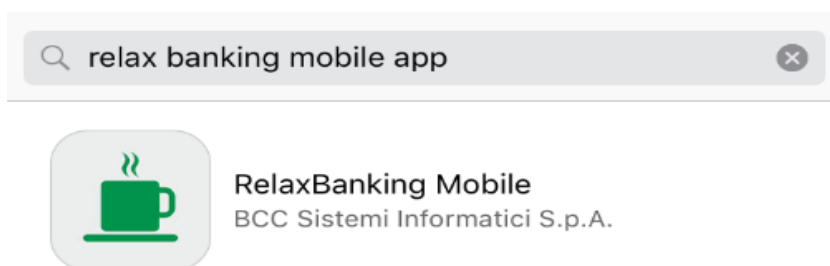 relax banking mobile app
RelaxBanking Mobile
BCC Sistemi Informatici S.p.A.